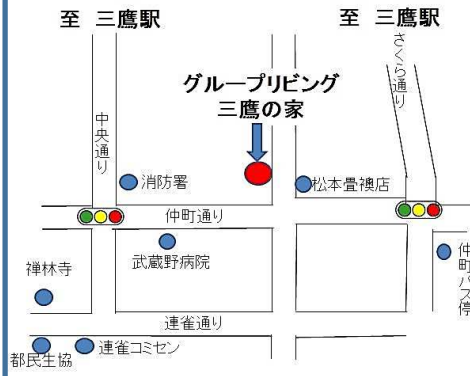 至 三鷹駅
至 三鷹駅
さくら通り
グループリビング
三鷹の家
中央通り
消防署
松本畳襖店
仲町通り
武蔵野病院
仲町バス停
禅林寺
連雀通り
都民生協
連雀コミセン